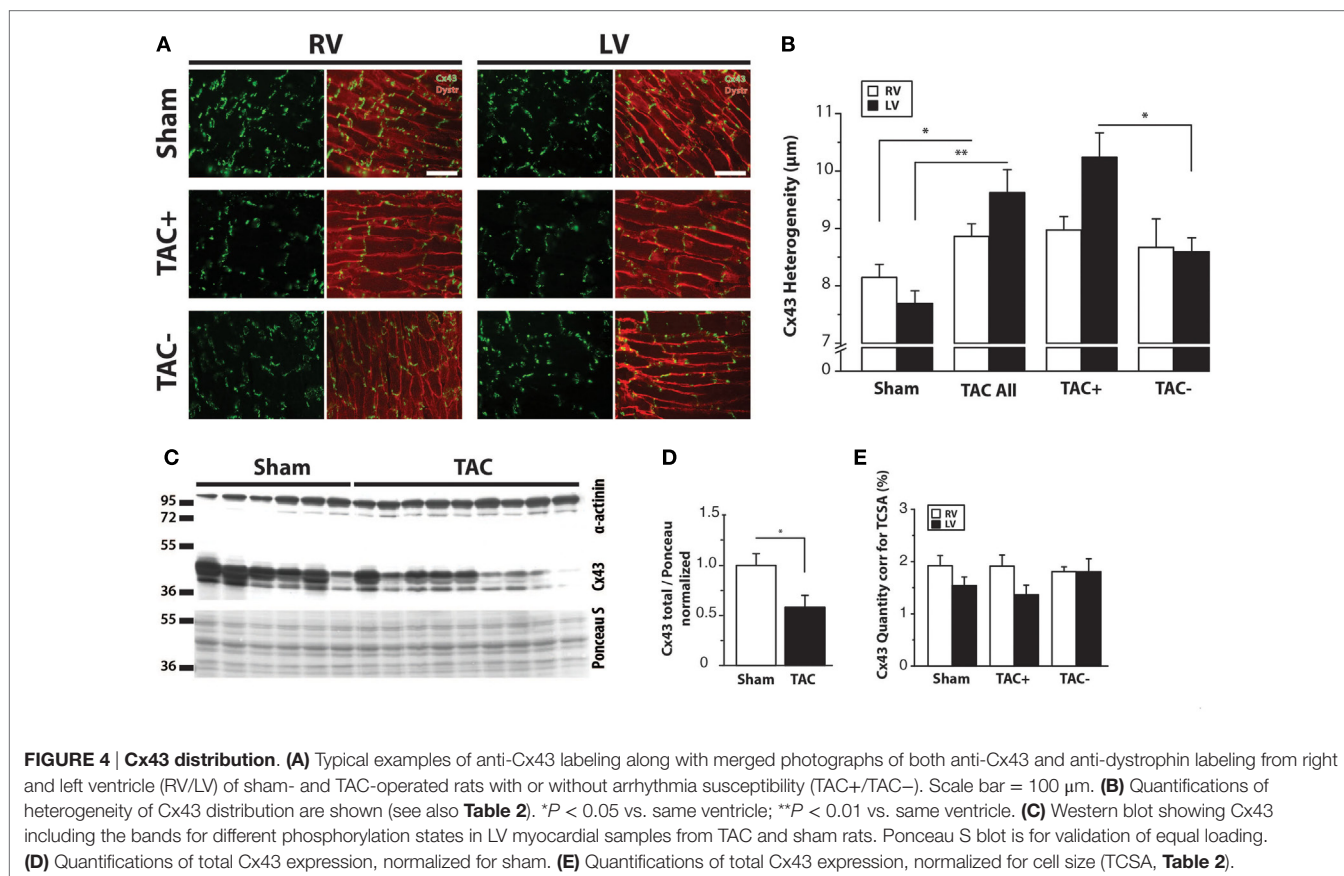 A
RV
LV
Sham
Cx43
Dystr
Cx43
Dystr
TAC+
TAC-
B
RV
LV
Cx43 Heterogeneity (μm)
11
10
9
8
7
0
*
**
*
Sham
TAC All
TAC+
TAC-
C
Sham
TAC
95
72
55
36
α-actinin
Cx43
55
36
Ponceau S
D
Cx43 total / Ponceau
normalized
1.5
1.0
0.5
0
*
Sham
TAC
E
Cx43 Quantity corr for TCSA (%)
RV
LV
3
2
1
0
Sham
TAC+
TAC-
FIGURE 4 | Cx43 distribution. (A) Typical examples of anti-Cx43 labeling along with merged photographs of both anti-Cx43 and anti-dystrophin labeling from right
and left ventricle (RV/LV) of sham- and TAC-operated rats with or without arrhythmia susceptibility (TAC+/TAC−). Scale bar = 100 μm. (B) Quantifications of
heterogeneity of Cx43 distribution are shown (see also Table 2). *P < 0.05 vs. same ventricle; **P < 0.01 vs. same ventricle. (C) Western blot showing Cx43
including the bands for different phosphorylation states in LV myocardial samples from TAC and sham rats. Ponceau S blot is for validation of equal loading.
(D) Quantifications of total Cx43 expression, normalized for sham. (E) Quantifications of total Cx43 expression, normalized for cell size (TCSA, Table 2).